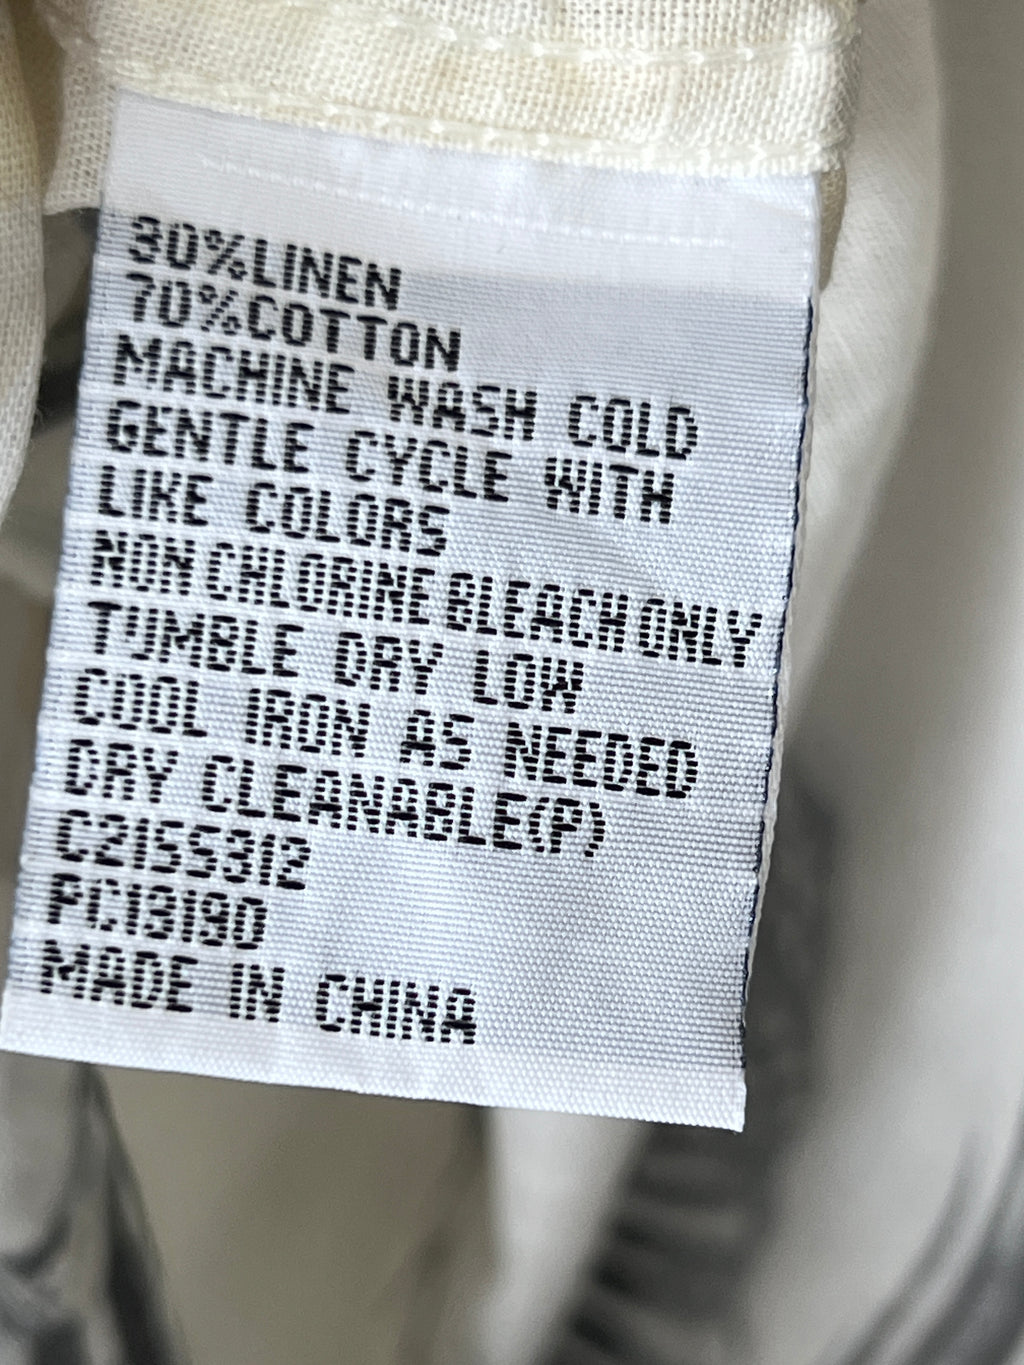 30%LINEN
70%COTTON
MACHINE WASH COLD
GENTLE CYCLE WITH
LIKE COLORS
NON CHLORINE BLEACH ONLY
TUMBLE DRY LOW
COOL IRON AS NEEDED
DRY CLEANABLE(P)
C2155312
PC13190
MADE IN CHINA